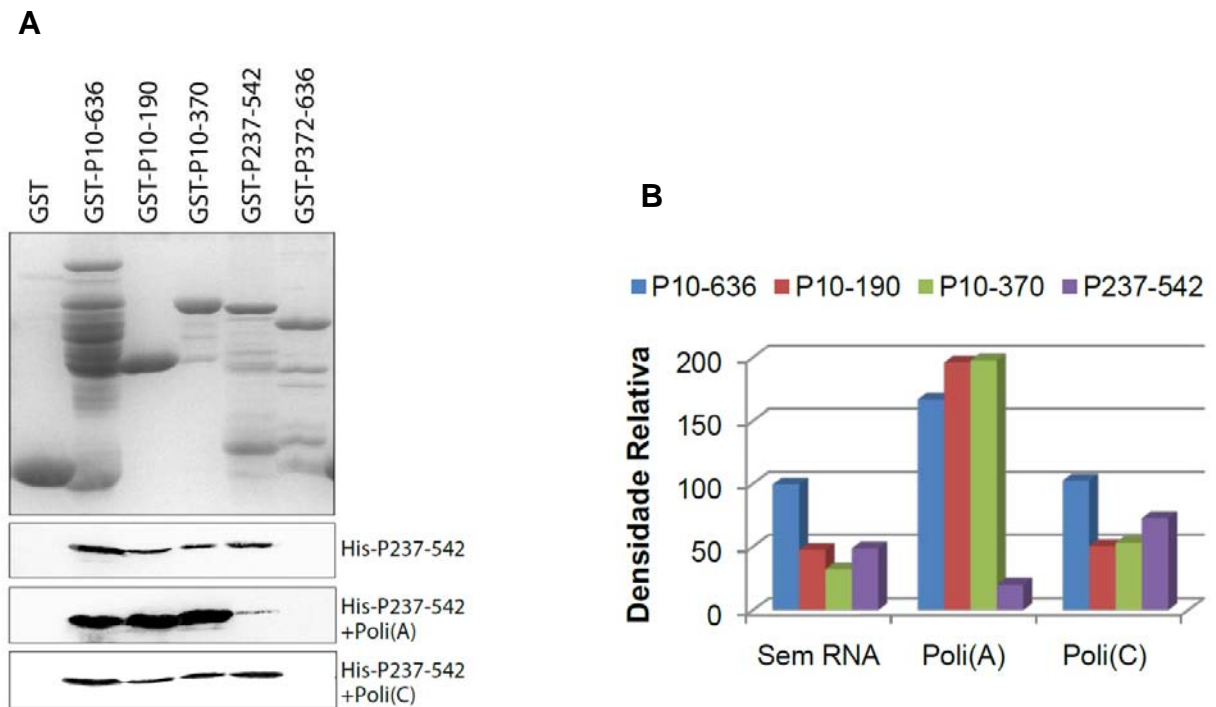 A
GST
GST-P10-636
GST-P10-190
GST-P10-370
GST-P237-542
GST-P372-636
His-P237-542
His-P237-542
+Poli(A)
His-P237-542
+Poli(C)
B
P10-636 P10-190 P10-370 P237-542
Densidade Relativa
200
150
100
50
0
Sem RNA Poli(A) Poli(C)